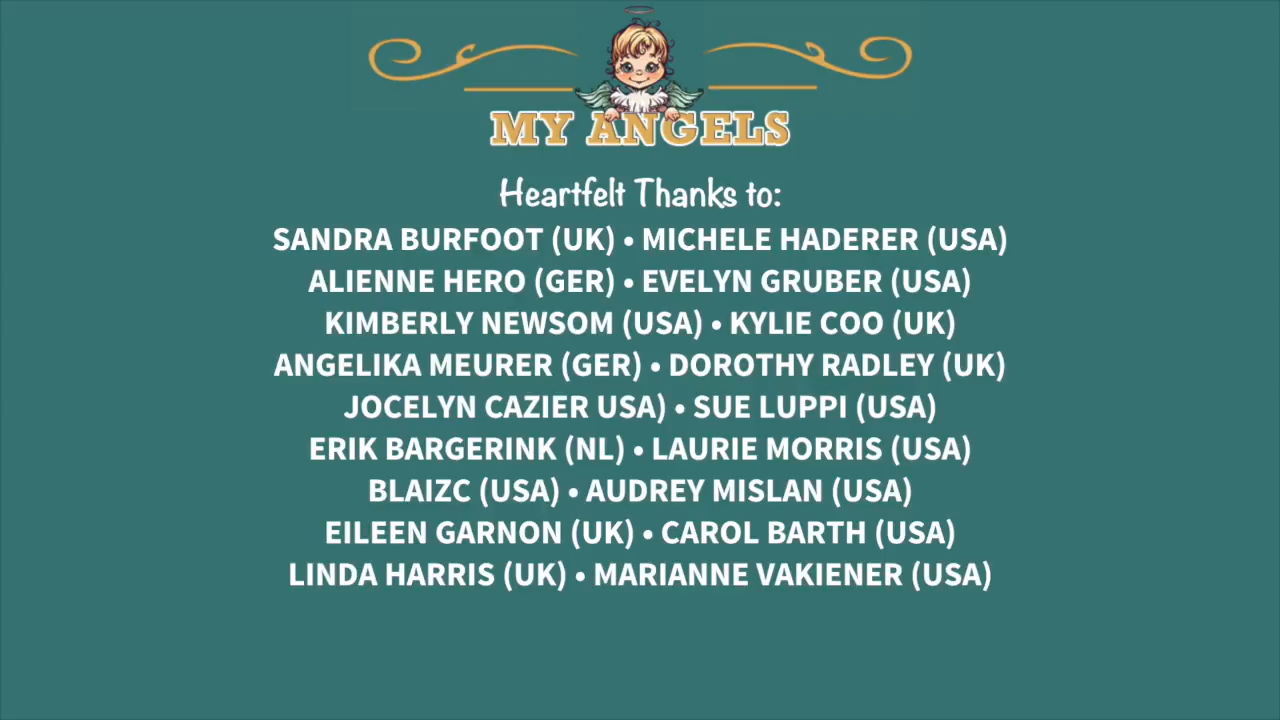 MY ANGELS
Heartfelt Thanks to:
SANDRA BURFOOT (UK) • MICHELE HADERER (USA)
ALIENNE HERO (GER) • EVELYN GRUBER (USA)
KIMBERLY NEWSOM (USA) • KYLIE COO (UK)
ANGELIKA MEURER (GER) • DOROTHY RADLEY (UK)
JOCELYN CAZIER USA) • SUE LUPPI (USA)
ERIK BARGERINK (NL) • LAURIE MORRIS (USA)
BLAIZC (USA) • AUDREY MISLAN (USA)
EILEEN GARNON (UK) • CAROL BARTH (USA)
LINDA HARRIS (UK) • MARIANNE VAKIENER (USA)